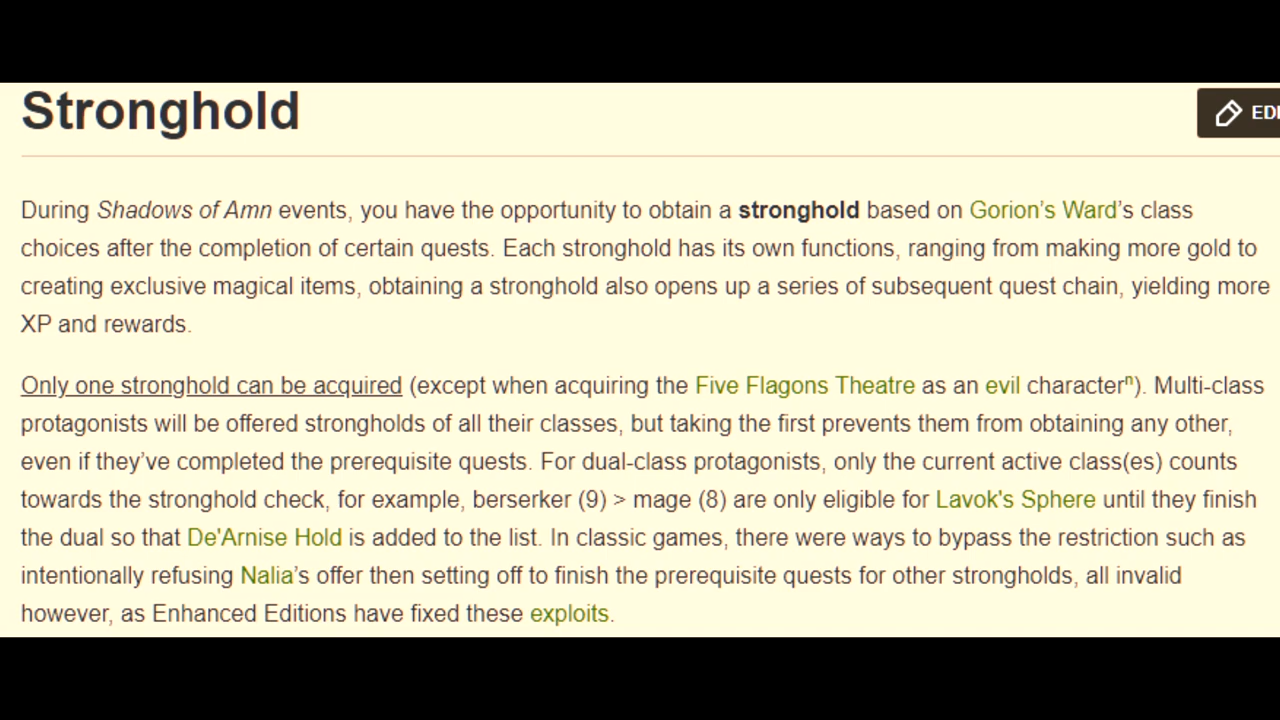 Stronghold
EDI
During Shadows of Amn events, you have the opportunity to obtain a stronghold based on Gorion’s Ward’s class
choices after the completion of certain quests. Each stronghold has its own functions, ranging from making more gold to
creating exclusive magical items, obtaining a stronghold also opens up a series of subsequent quest chain, yielding more
XP and rewards.
Only one stronghold can be acquired (except when acquiring the Five Flagons Theatre as an evil characterⁿ). Multi-class
protagonists will be offered strongholds of all their classes, but taking the first prevents them from obtaining any other,
even if they’ve completed the prerequisite quests. For dual-class protagonists, only the current active class(es) counts
towards the stronghold check, for example, berserker (9) > mage (8) are only eligible for Lavok's Sphere until they finish
the dual so that De'Arnise Hold is added to the list. In classic games, there were ways to bypass the restriction such as
intentionally refusing Nalia’s offer then setting off to finish the prerequisite quests for other strongholds, all invalid
however, as Enhanced Editions have fixed these exploits.